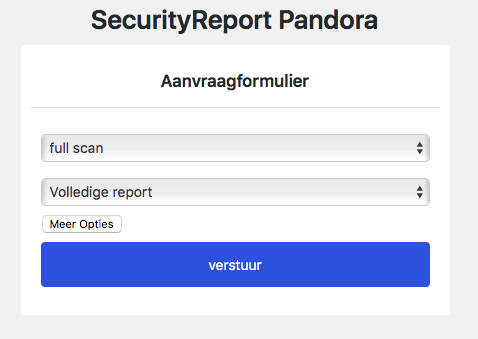 SecurityReport Pandora
Aanvraagformulier
full scan
Volledige report
Meer Opties
verstuur